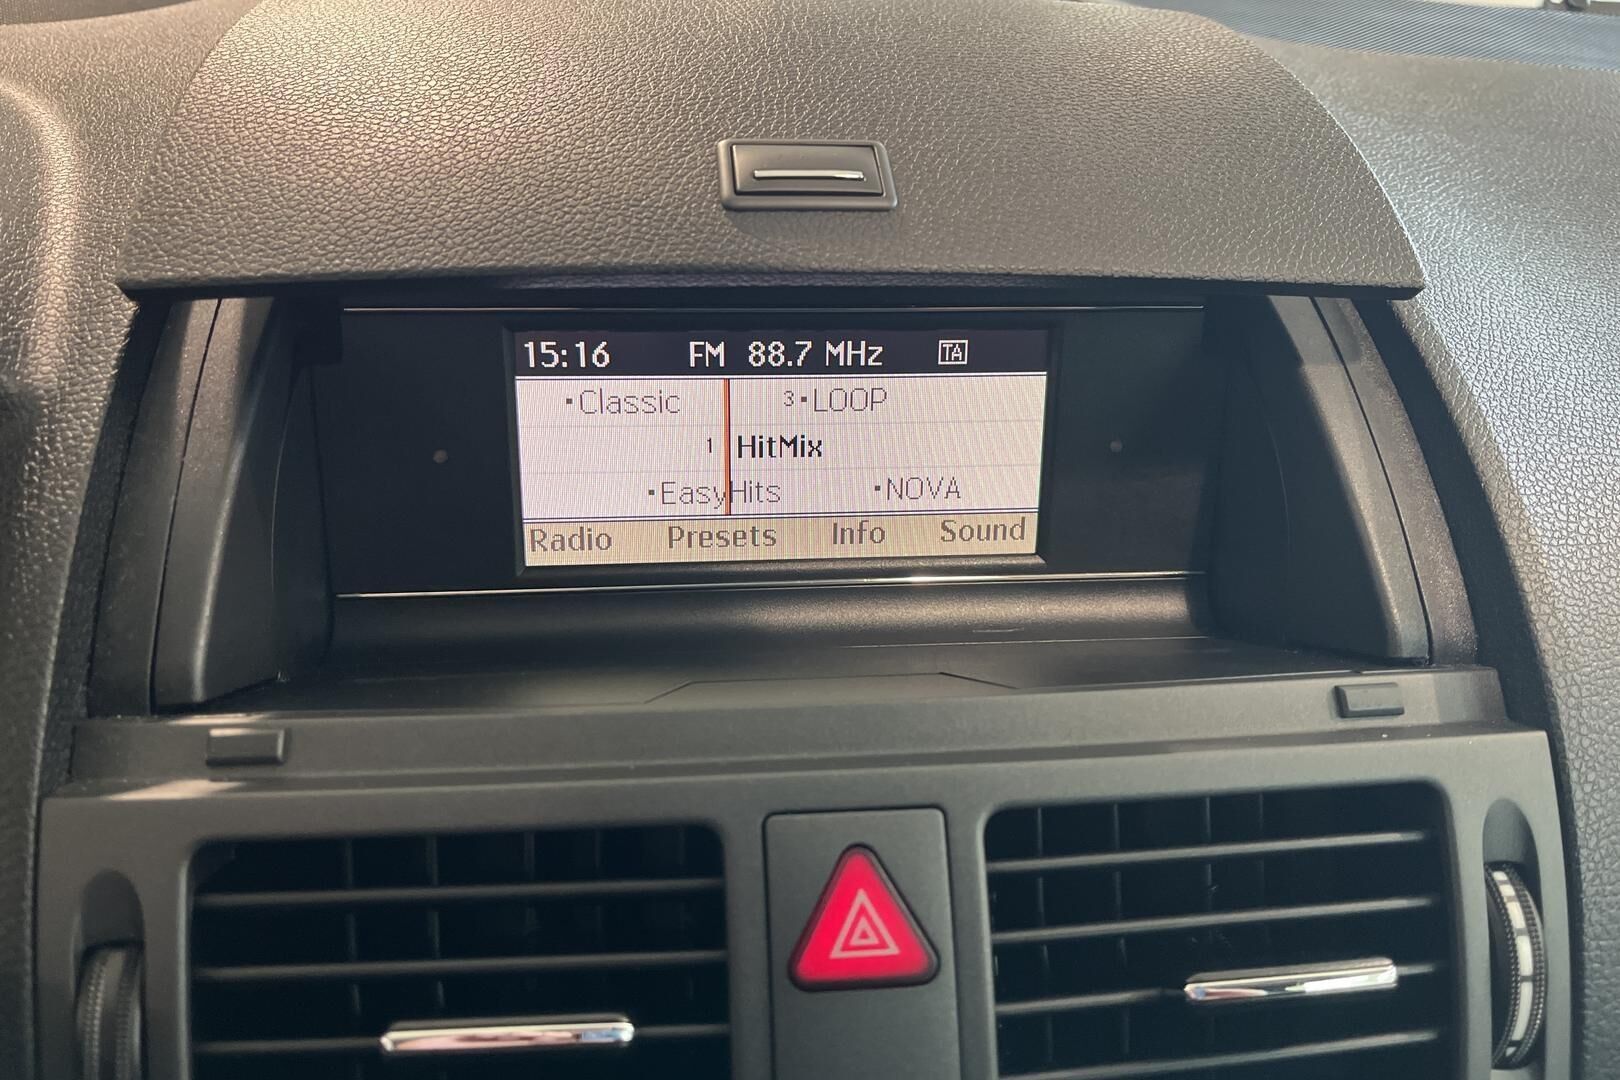 15:16 FM 88.7 MHz TA
•Classic 3•LOOP
1 HitMix
•EasyHits •NOVA
Radio Presets Info Sound